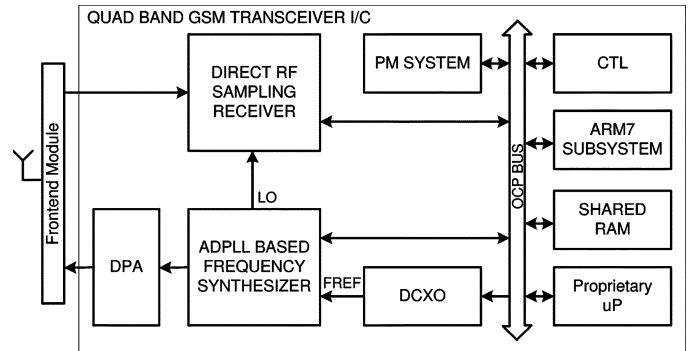 QUAD BAND GSM TRANSCEIVER I/C
DIRECT RF
SAMPLING
RECEIVER
PM SYSTEM
CTL
ARM7
SUBSYSTEM
OCP BUS
Frontend Module
LO
SHARED
RAM
DPA
ADPLL BASED
FREQUENCY
SYNTHESIZER
FREF
DCXO
Proprietary
uP